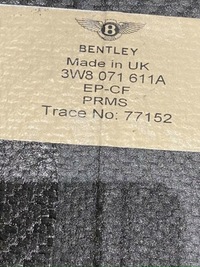 B
BENTLEY
Made in UK
3W8 071 611A
EP-CF
PRMS
Trace No: 77152